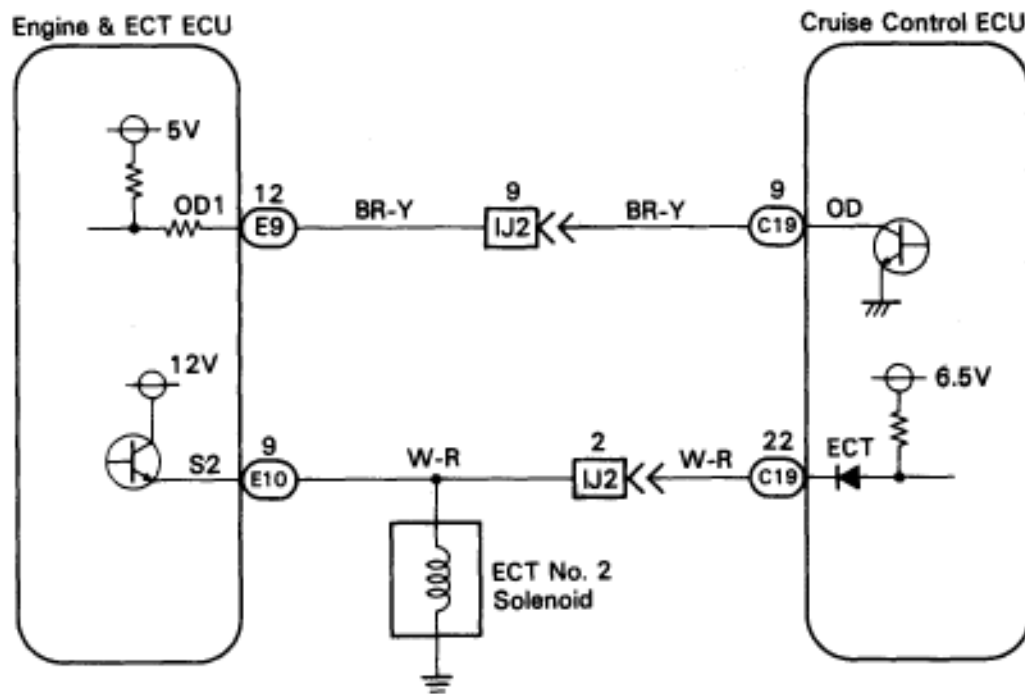 Engine & ECT ECU
Cruise Control ECU
5V
OD1
12
E9
BR-Y
9
IJ2
BR-Y
9
C19
OD
12V
S2
9
E10
W-R
2
IJ2
W-R
22
C19
ECT
6.5V
ECT No. 2
Solenoid